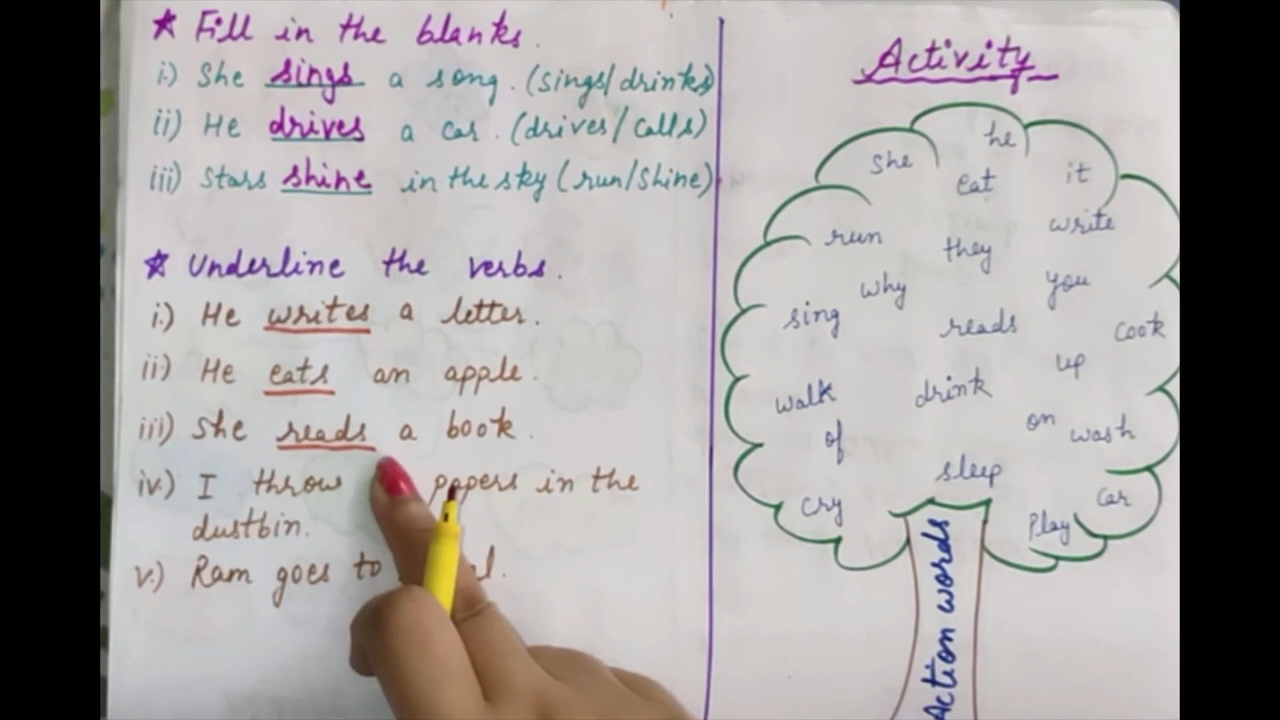 ★ Fill in the blanks.
i.) She sings a song. (sings/drinks)
ii) He drives a car. (drives/calls)
iii) Stars shine in the sky (run/shine)
★ Underline the verbs.
i.) He writes a letter.
ii.) He eats an apple.
iii) She reads a book.
iv.) I throw papers in the
dustbin.
v.) Ram goes to
Activity
he
she
eat
it
run
write
they
why
you
sing
reads
cook
up
walk
drink
on
of
wash
sleep
cry
car
Play
Action words